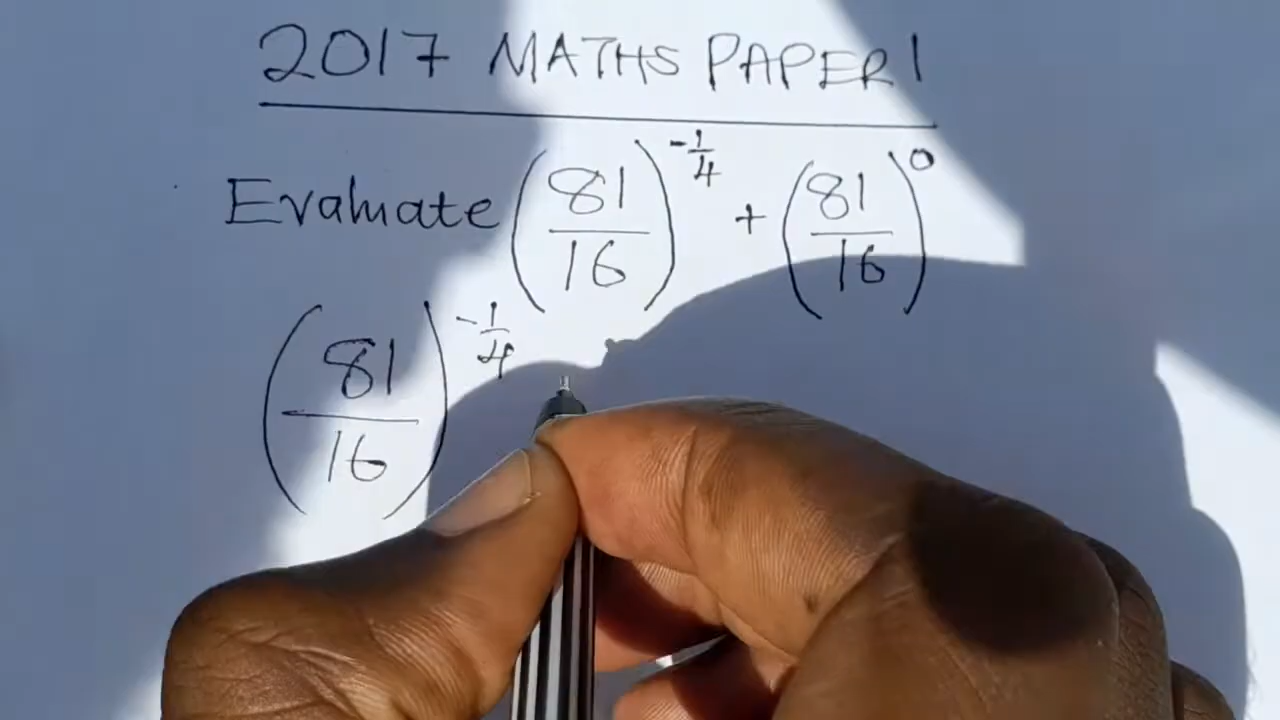 2017 MATHS PAPER 1
Evaluate (81/16)^(-1/4) + (81/16)^0
(81/16)^(-1/4)